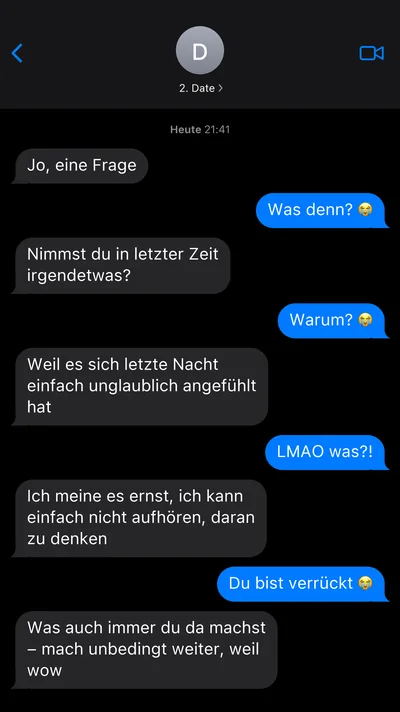 D
2. Date
Heute 21:41
Jo, eine Frage
Was denn? 😭
Nimmst du in letzter Zeit
irgendetwas?
Warum? 😭
Weil es sich letzte Nacht
einfach unglaublich angefühlt
hat
LMAO was?!
Ich meine es ernst, ich kann
einfach nicht aufhören, daran
zu denken
Du bist verrückt 😭
Was auch immer du da machst
– mach unbedingt weiter, weil
wow